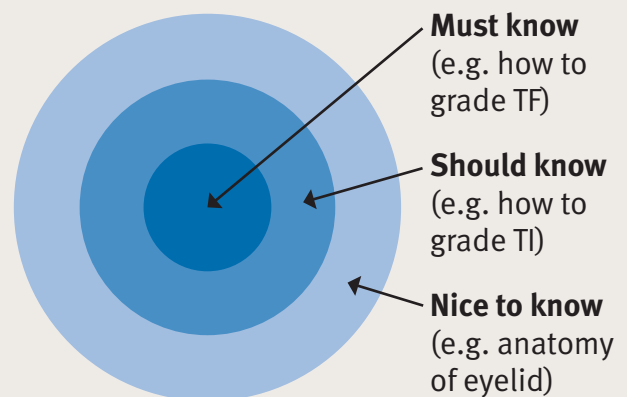 Must know
(e.g. how to
grade TF)
Should know
(e.g. how to
grade TI)
Nice to know
(e.g. anatomy
of eyelid)